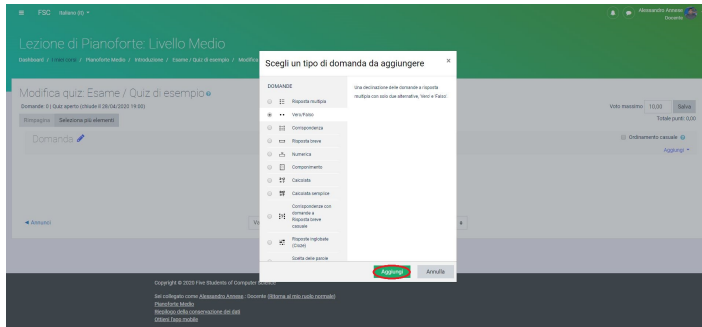 FSC Italiano (it)
Alessandro Annese
Docente
Lezione di Pianoforte: Livello Medio
Dashboard / I miei corsi / Pianoforte Medio / Introduzione / Esame / Quiz di esempio / Modifica
Scegli un tipo di domanda da aggiungere ×
DOMANDE
Risposta multipla
Vero/Falso
Corrispondenza
Risposta breve
Numerica
Componimento
Calcolata
Calcolata semplice
Corrispondenze con
domande a
Risposta breve
casuale
Risposte inglobate
(Cloze)
Scelta delle parole
Una declinazione delle domande a risposta
multipla con solo due alternative, 'Vero' e 'Falso'.
Aggiungi Annulla
Modifica quiz: Esame / Quiz di esempio
Domande: 0 | Quiz aperto (chiude il 28/04/2020 19:00)
Voto massimo 10,00 Salva
Rimpagina Seleziona più elementi
Totale punti: 0,00
Domanda
Ordinamento casuale
Aggiungi
◄ Annunci
Copyright © 2020 Five Students of Computer Science
Sei collegato come Alessandro Annese : Docente (Ritorna al mio ruolo normale)
Pianoforte Medio
Riepilogo della conservazione dei dati
Ottieni l'app mobile